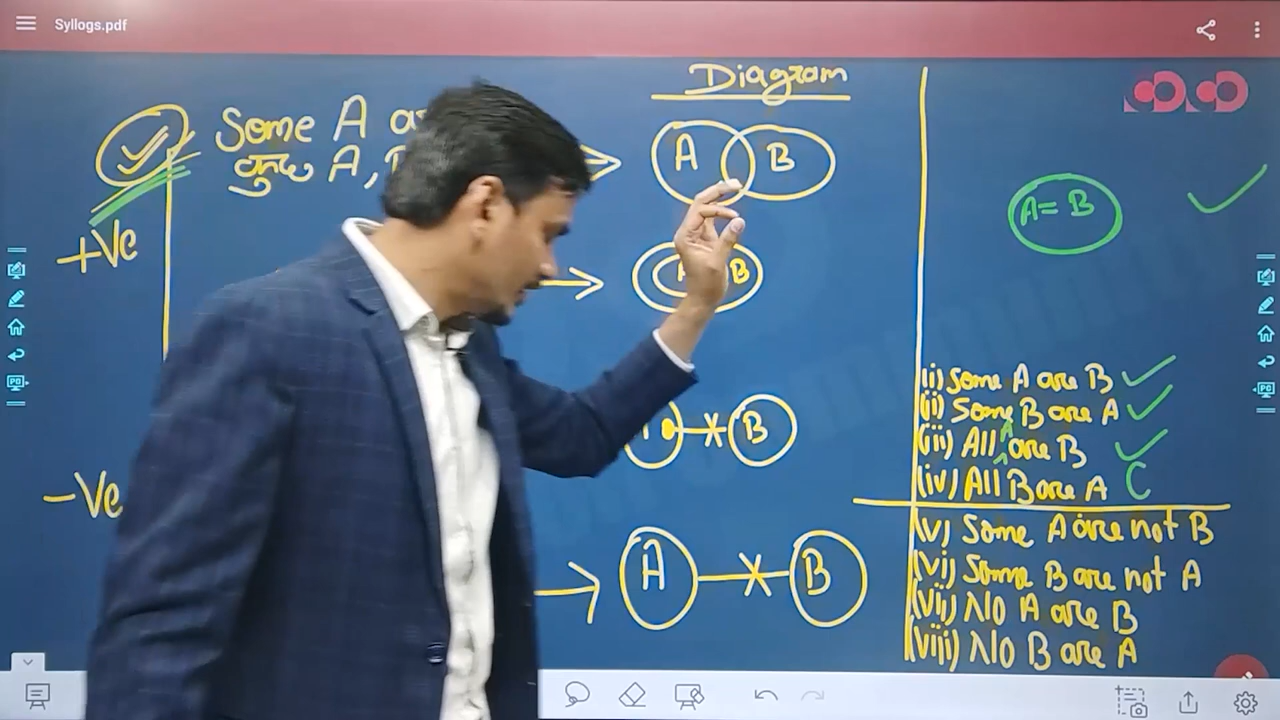 Syllogs.pdf
Diagram
Some A
कुछ A,
A B
A = B
+Ve
B
(i) Some A are B
(ii) Some B are A
(iii) All A are B
(iv) All B are A
B
-Ve
(v) Some A are not B
(vi) Some B are not A
(vii) No A are B
(viii) No B are A
A B